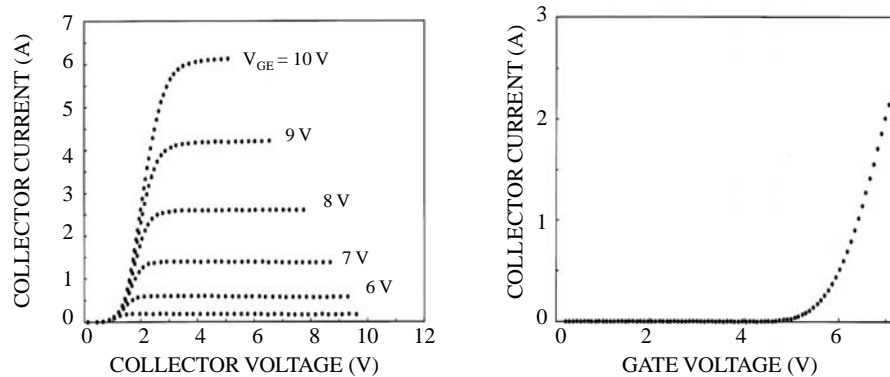 COLLECTOR CURRENT (A)
7
6
5
4
3
2
1
0
V_GE = 10 V
9 V
8 V
7 V
6 V
0 2 4 6 8 10 12
COLLECTOR VOLTAGE (V)
COLLECTOR CURRENT (A)
3
2
1
0
0 2 4 6
GATE VOLTAGE (V)